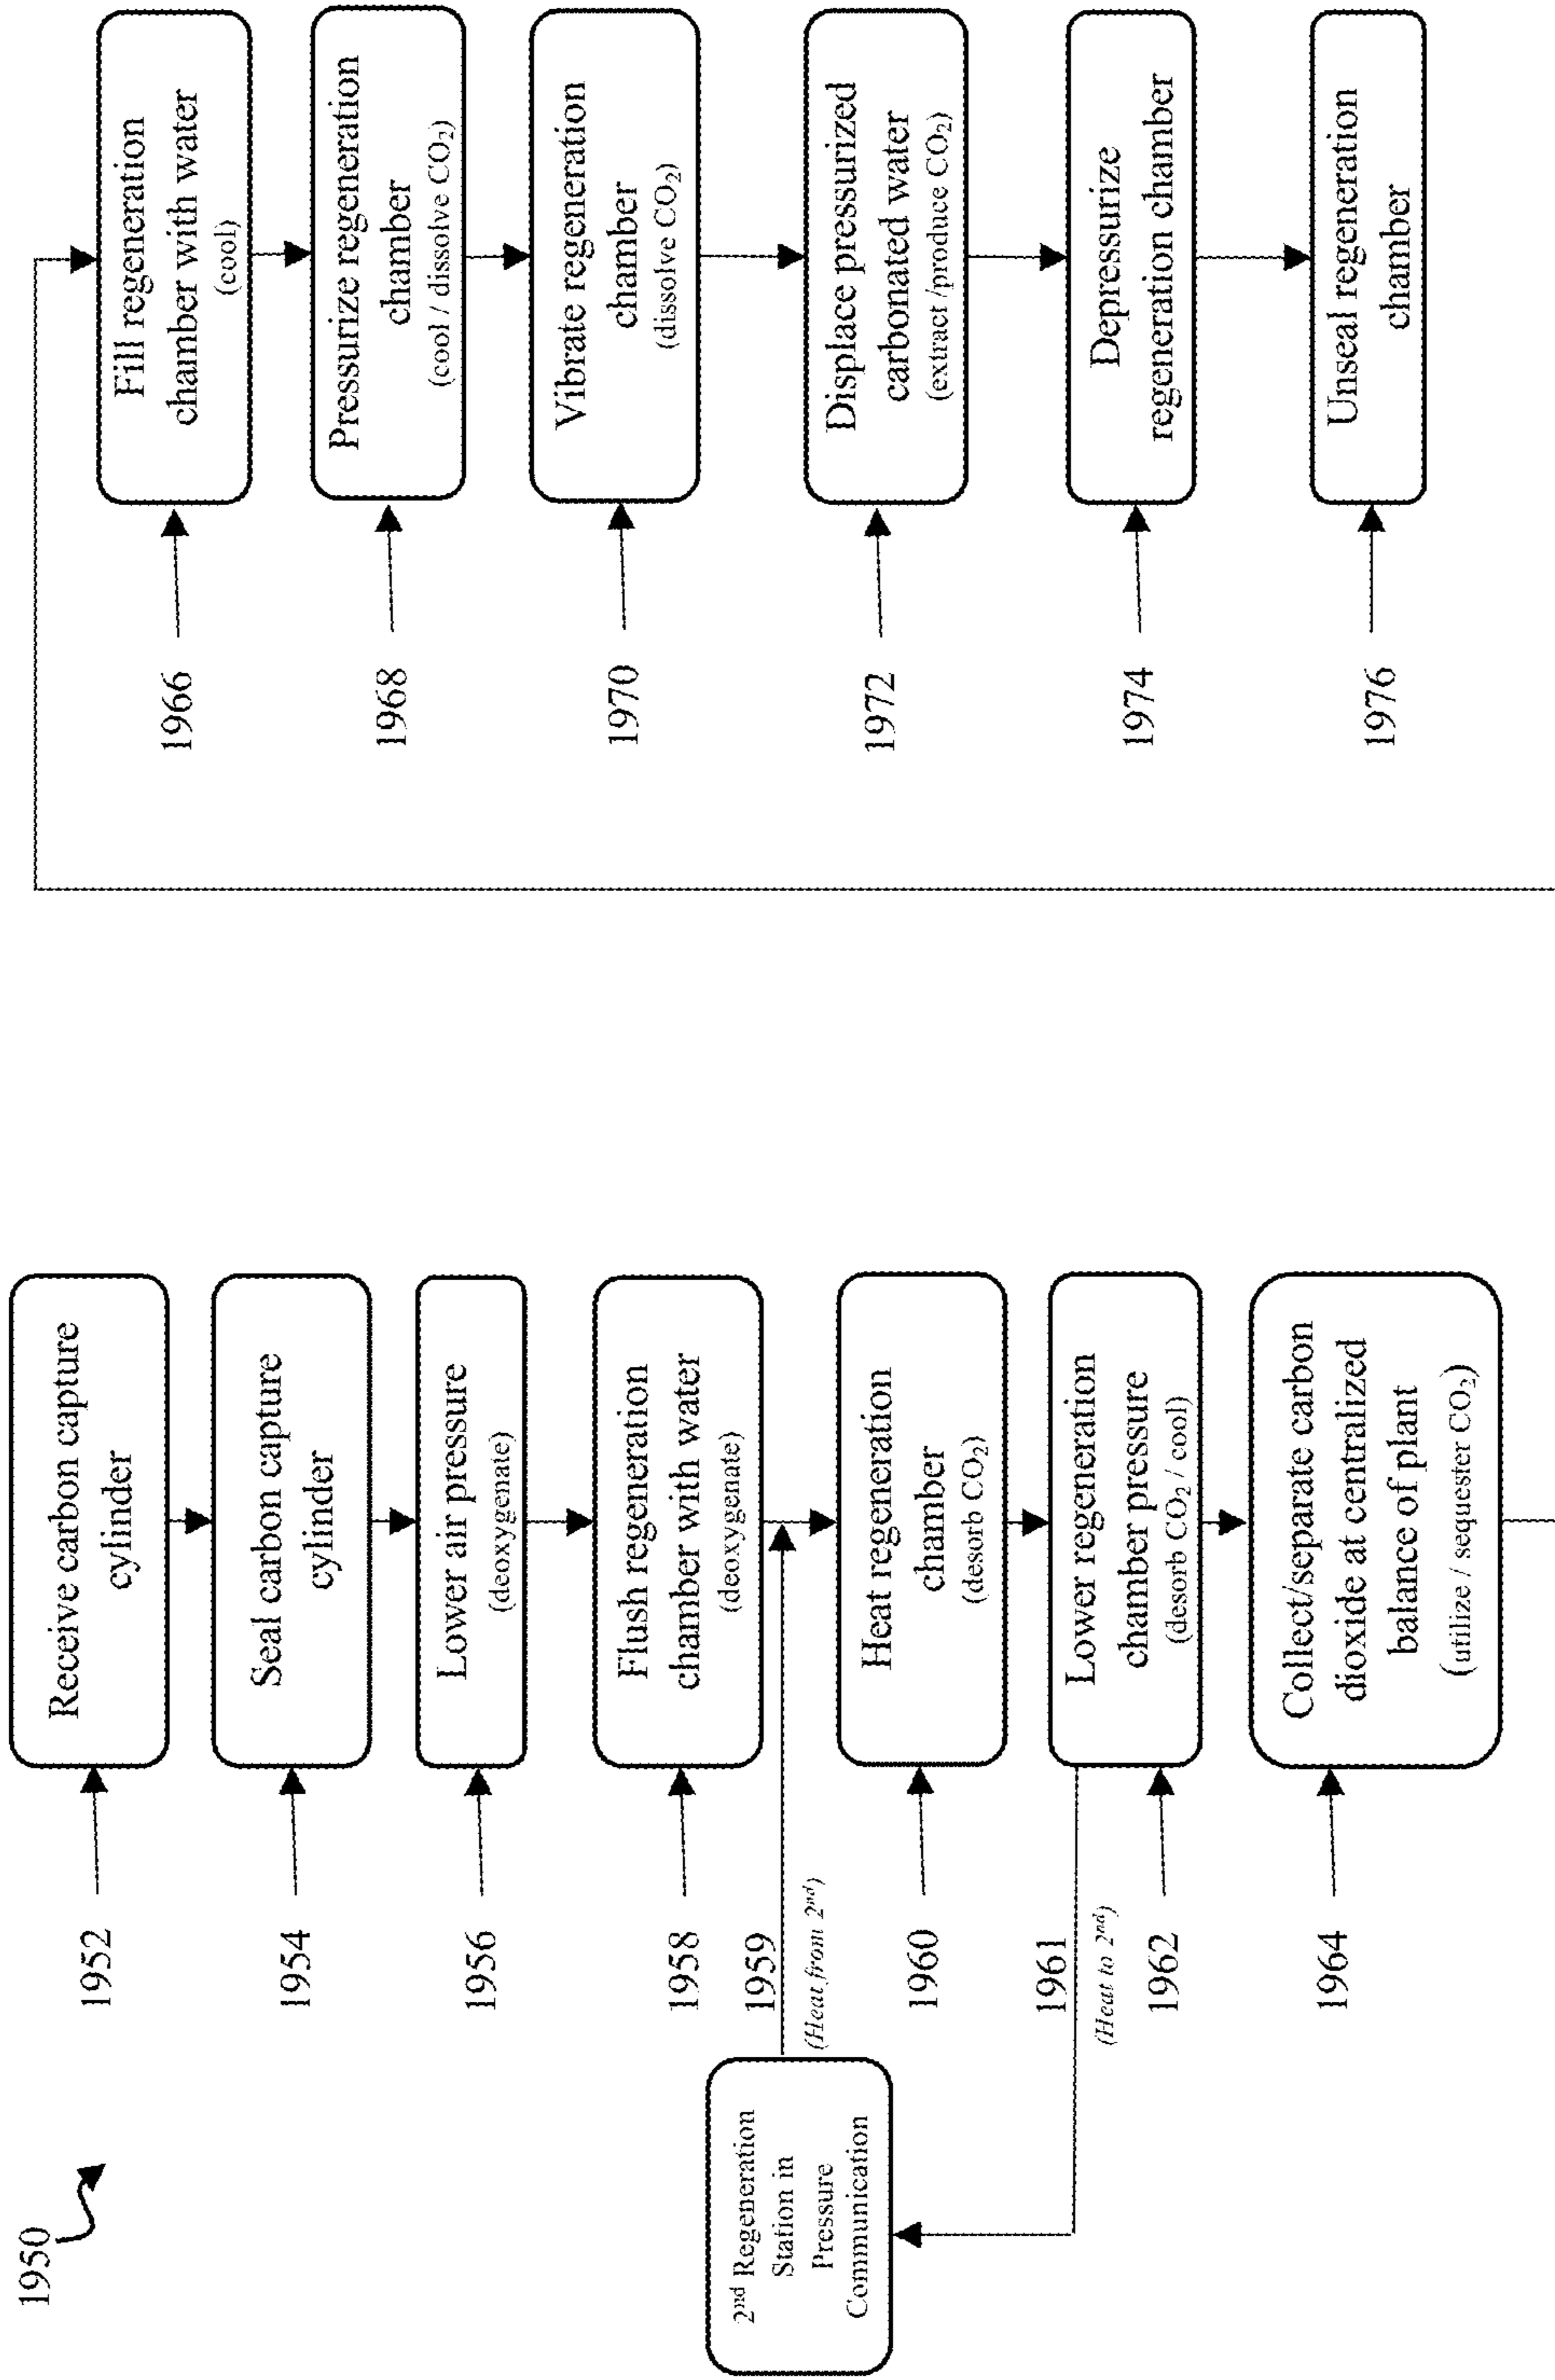 1950
1952
Receive carbon capture
cylinder
1954
Seal carbon capture
cylinder
1956
Lower air pressure
(deoxygenate)
1958
Flush regeneration
chamber with water
(deoxygenate)
1959
(Heat from 2nd)
2nd Regeneration
Station in
Pressure
Communication
1960
Heat regeneration
chamber
(desorb CO₂)
1961
(Heat to 2nd)
1962
Lower regeneration
chamber pressure
(desorb CO₂ / cool)
1964
Collect/separate carbon
dioxide at centralized
balance of plant
(utilize / sequester CO₂)
1966
Fill regeneration
chamber with water
(cool)
1968
Pressurize regeneration
chamber
(cool / dissolve CO₂)
1970
Vibrate regeneration
chamber
(dissolve CO₂)
1972
Displace pressurized
carbonated water
(extract /produce CO₂)
1974
Depressurize
regeneration chamber
1976
Unseal regeneration
chamber